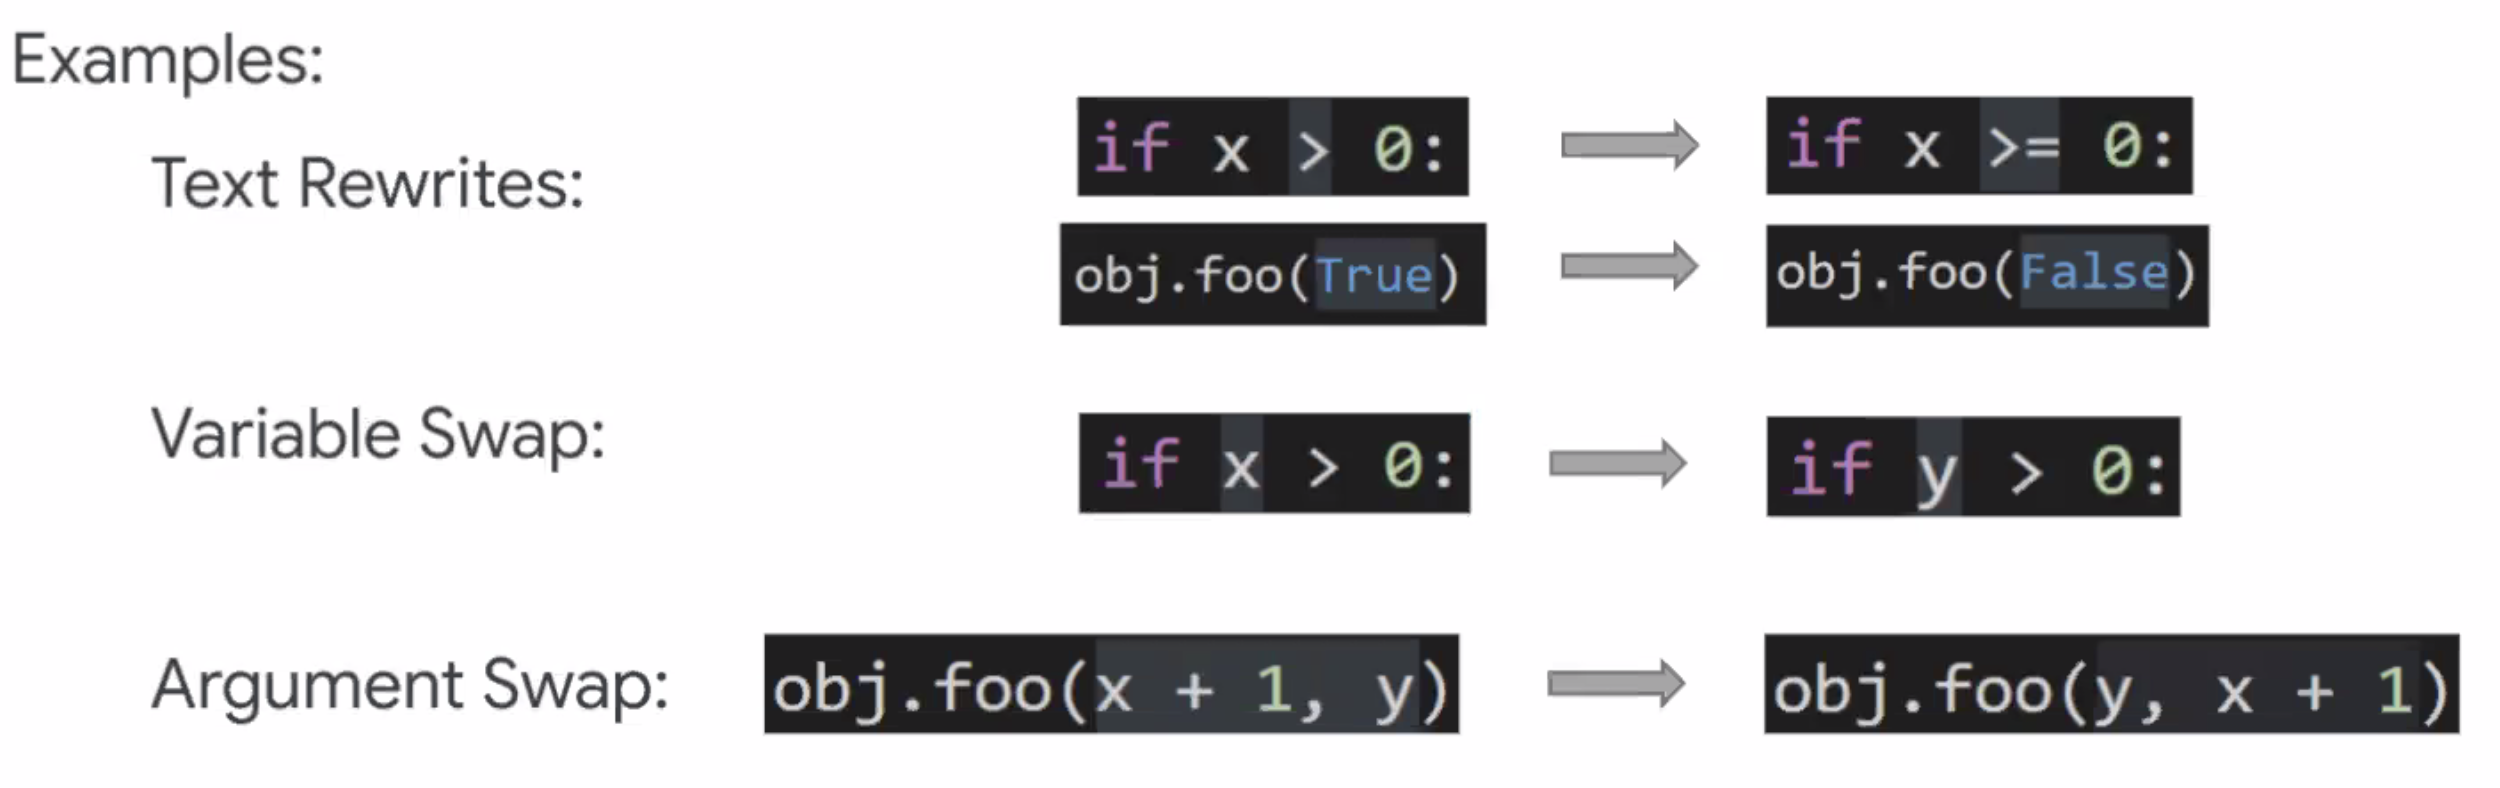 Examples:
Text Rewrites:
if x > 0:
if x >= 0:
obj.foo(True)
obj.foo(False)
Variable Swap:
if x > 0:
if y > 0:
Argument Swap:
obj.foo(x + 1, y)
obj.foo(y, x + 1)